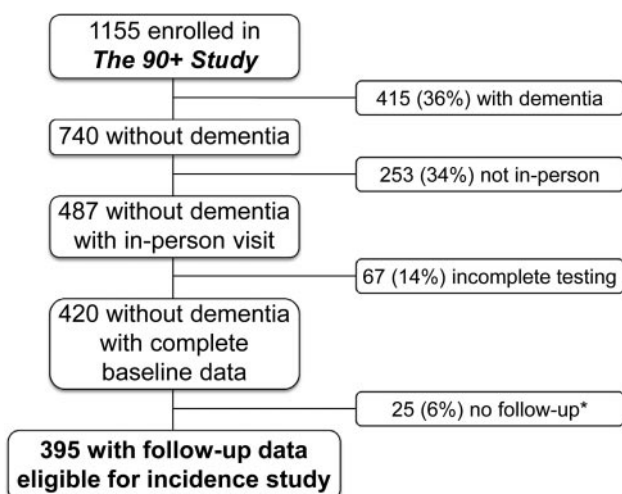 1155 enrolled in
The 90+ Study
415 (36%) with dementia
740 without dementia
253 (34%) not in-person
487 without dementia
with in-person visit
67 (14%) incomplete testing
420 without dementia
with complete
baseline data
25 (6%) no follow-up*
395 with follow-up data
eligible for incidence study